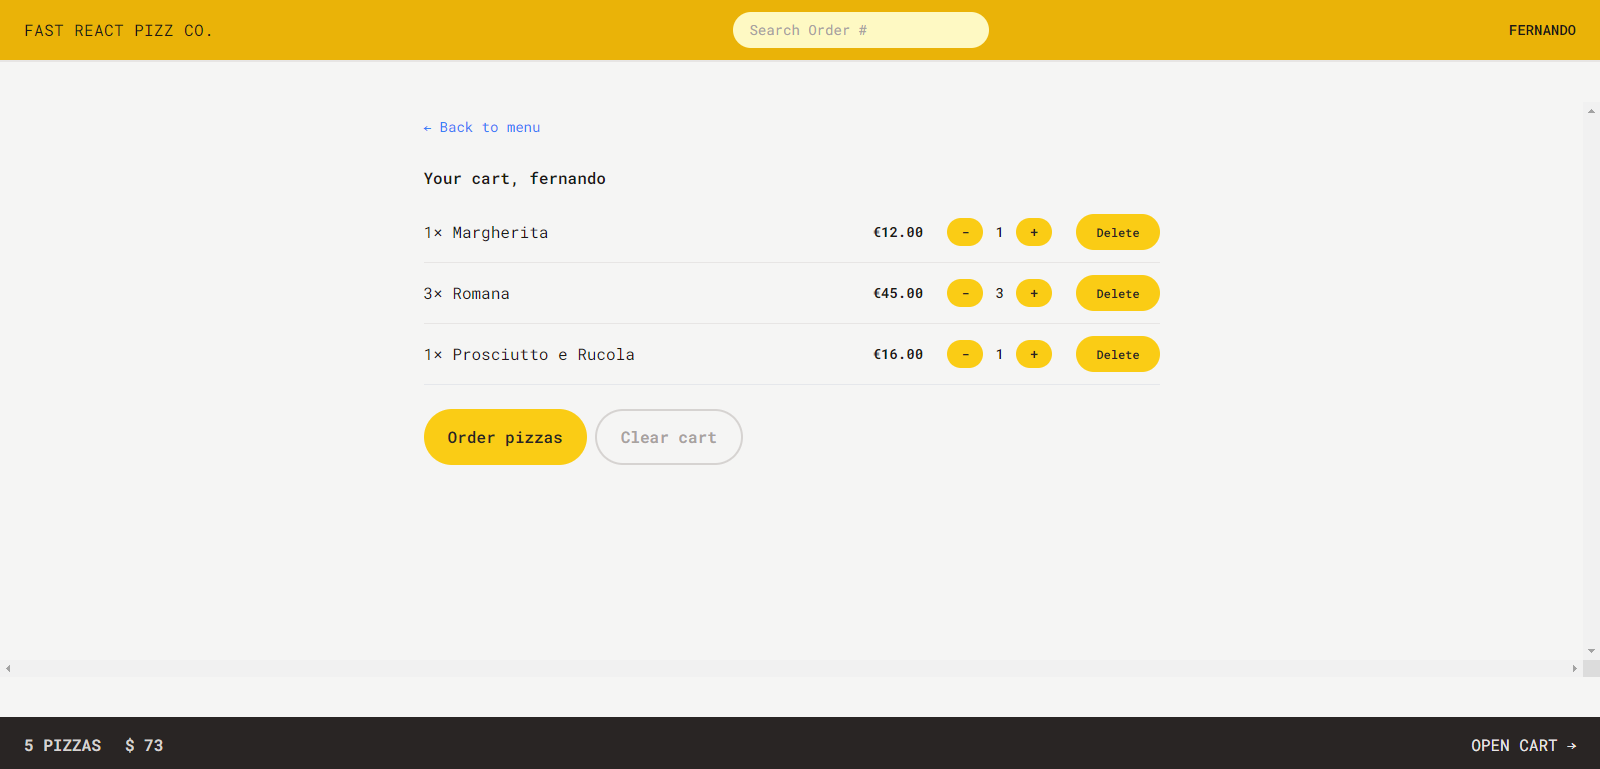 FAST REACT PIZZ CO. Search Order # FERNANDO
← Back to menu
Your cart, fernando
1× Margherita €12.00 - 1 + Delete
3× Romana €45.00 - 3 + Delete
1× Prosciutto e Rucola €16.00 - 1 + Delete
Order pizzas Clear cart
5 PIZZAS $ 73 OPEN CART →